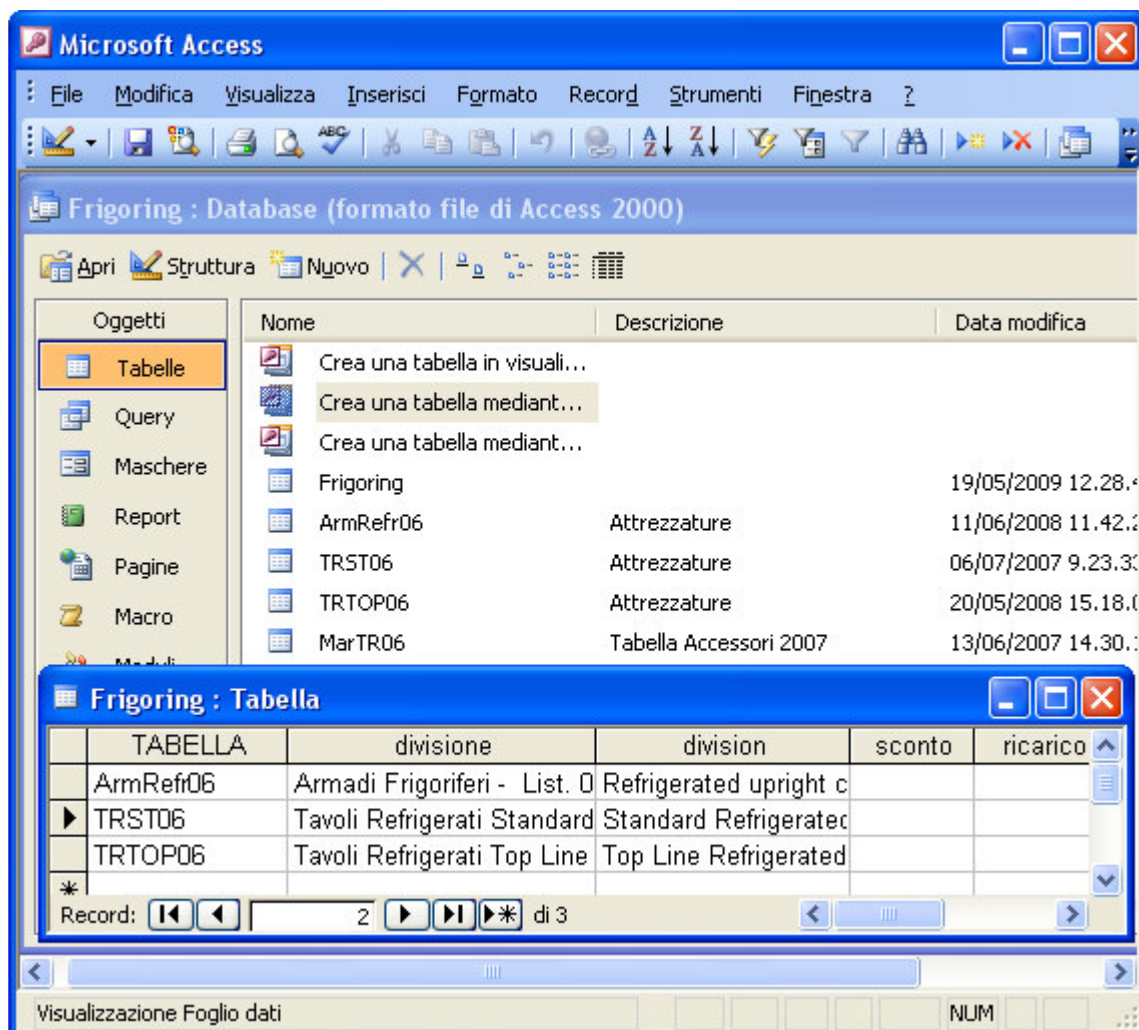 Microsoft Access
File Modifica Visualizza Inserisci Formato Record Strumenti Finestra ?
ABC A Z Z A
Frigoring : Database (formato file di Access 2000)
Apri Struttura Nuovo
Oggetti Nome Descrizione Data modifica
Tabelle Crea una tabella in visuali...
Crea una tabella mediant...
Query
Crea una tabella mediant...
Maschere
Frigoring 19/05/2009 12.28.
Report ArmRefr06 Attrezzature 11/06/2008 11.42.
Pagine TRST06 Attrezzature 06/07/2007 9.23.
Macro TRTOP06 Attrezzature 20/05/2008 15.18.
MarTR06 Tabella Accessori 2007 13/06/2007 14.30.
Moduli
Frigoring : Tabella
TABELLA divisione division sconto ricarico
ArmRefr06 Armadi Frigoriferi - List. 0 Refrigerated upright c
TRST06 Tavoli Refrigerati Standard Standard Refrigerated
TRTOP06 Tavoli Refrigerati Top Line Top Line Refrigerated
Record: 2 di 3
Visualizzazione Foglio dati NUM